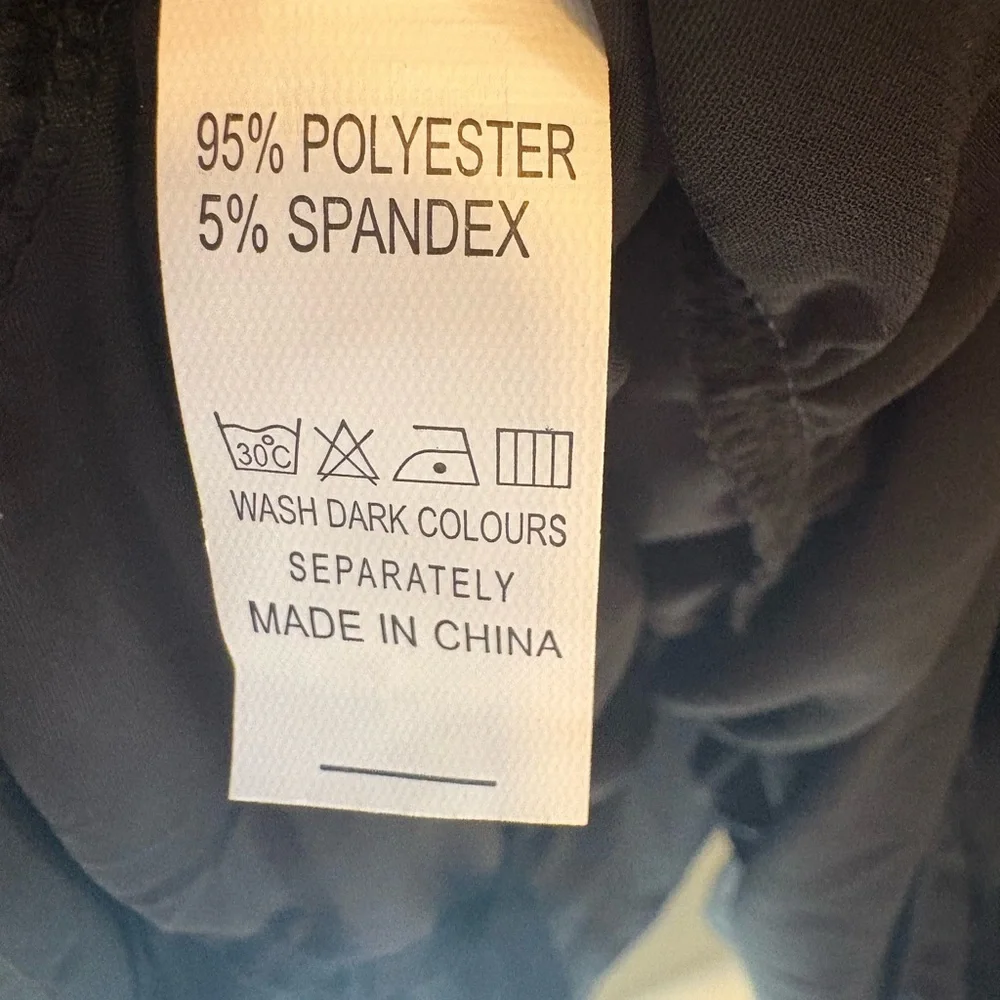 95% POLYESTER
5% SPANDEX
30°C
WASH DARK COLOURS
SEPARATELY
MADE IN CHINA